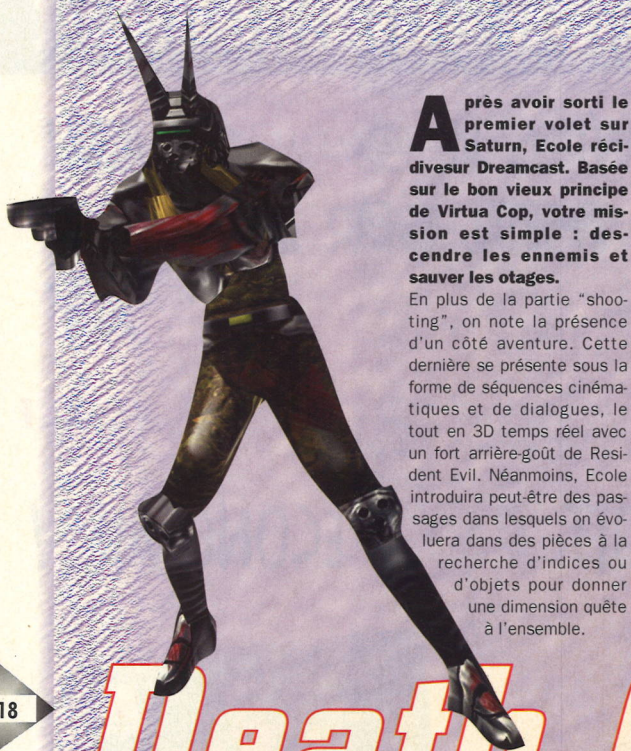 Après avoir sorti le
premier volet sur
Saturn, Ecole réci-
divesur Dreamcast. Basée
sur le bon vieux principe
de Virtua Cop, votre mis-
sion est simple : des-
cendre les ennemis et
sauver les otages.
En plus de la partie "shoo-
ting", on note la présence
d'un côté aventure. Cette
dernière se présente sous la
forme de séquences cinéma-
tiques et de dialogues, le
tout en 3D temps réel avec
un fort arrière-goût de Resi-
dent Evil. Néanmoins, Ecole
introduira peut-être des pas-
sages dans lesquels on évo-
luera dans des pièces à la
recherche d'indices ou
d'objets pour donner
une dimension quête
à l'ensemble.
18
Death